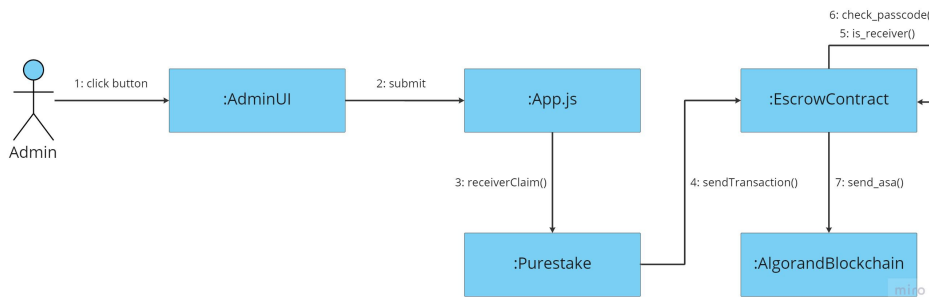 6: check_passcode(
5: is_receiver()
1: click button
:AdminUI
2: submit
:App.js
:EscrowContract
Admin
3: receiverClaim()
4: sendTransaction()
7: send_asa()
:Purestake
:AlgorandBlockchain
miro